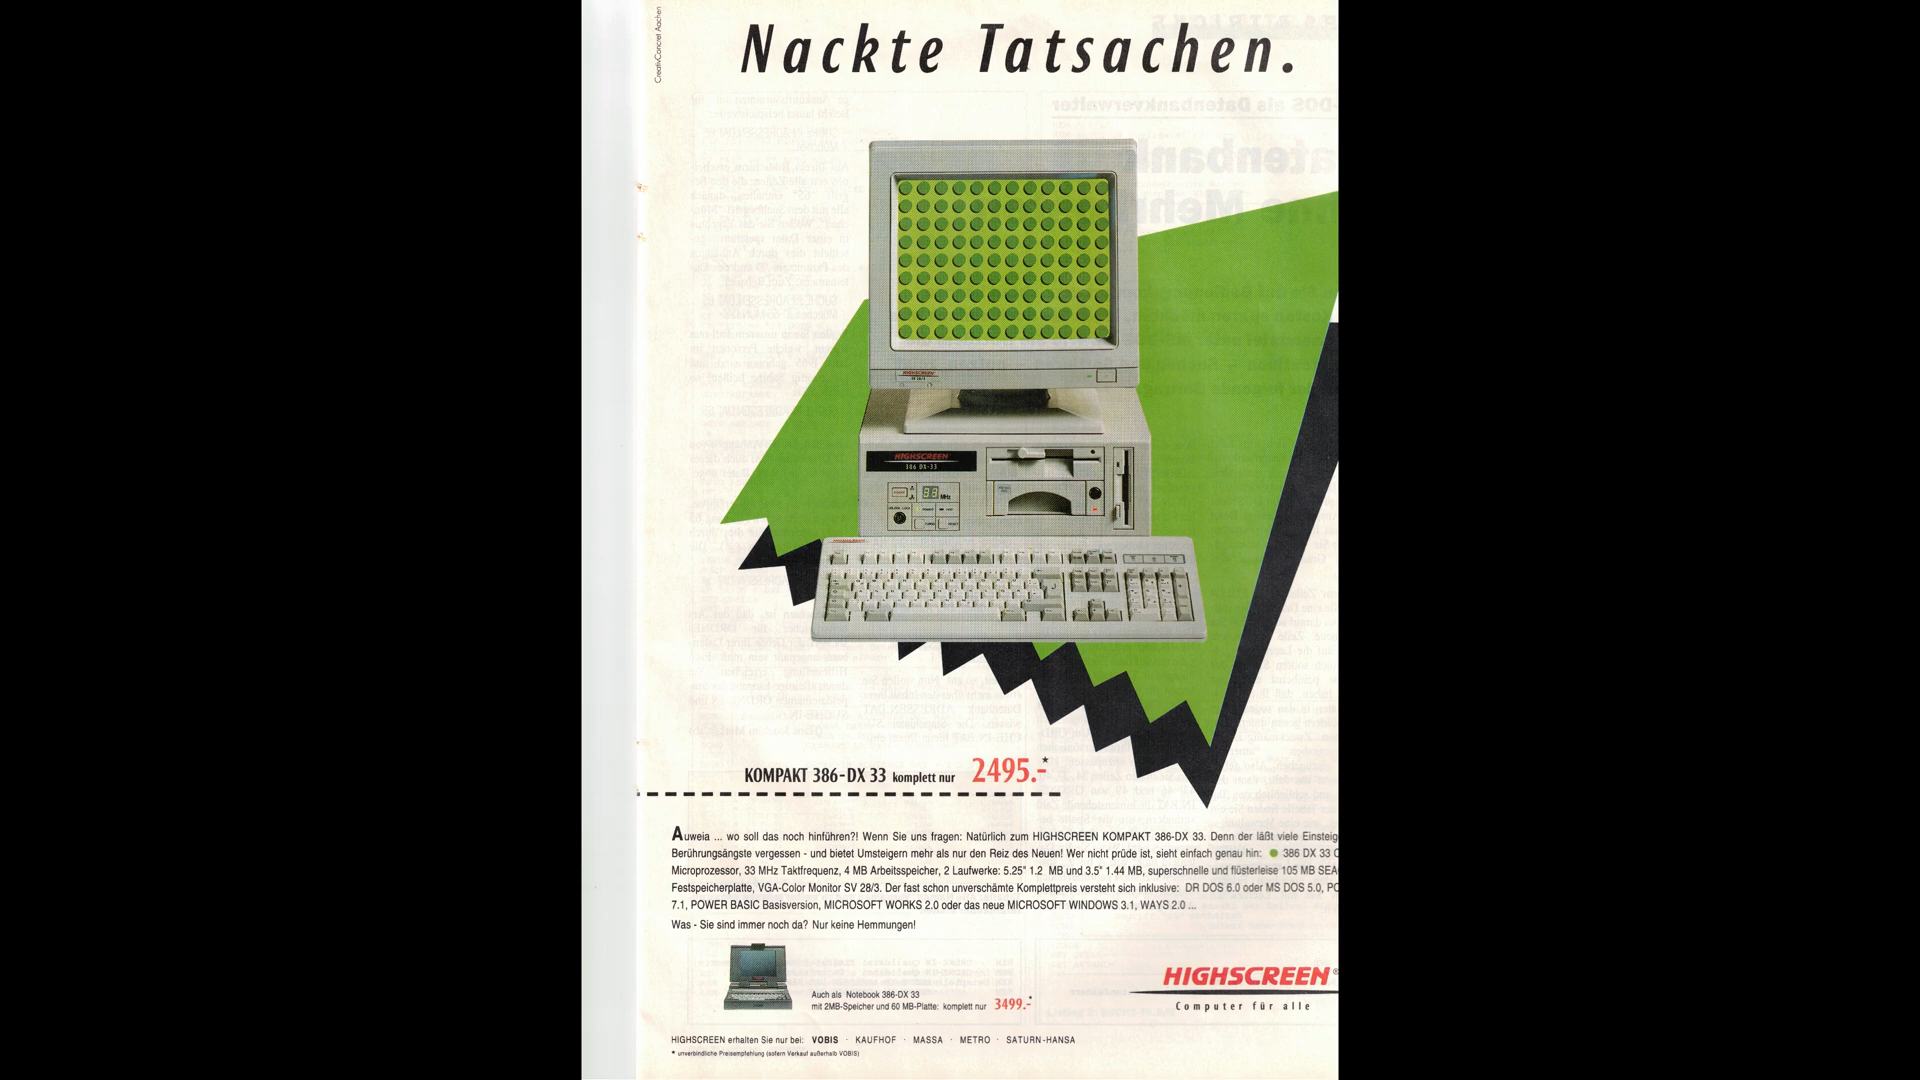 CreativConcret Aachen
Nackte Tatsachen.
HIGHSCREEN
SV 28/3
HIGHSCREEN
386 DX-33
33 MHz
HIGHSCREEN
KOMPAKT 386-DX 33 komplett nur 2495.-*
Auweia ... wo soll das noch hinführen?! Wenn Sie uns fragen: Natürlich zum HIGHSCREEN KOMPAKT 386-DX 33. Denn der läßt viele Einsteig
Berührungsängste vergessen - und bietet Umsteigern mehr als nur den Reiz des Neuen! Wer nicht prüde ist, sieht einfach genau hin: ● 386 DX 33 C
Microprozessor, 33 MHz Taktfrequenz, 4 MB Arbeitsspeicher, 2 Laufwerke: 5.25" 1.2 MB und 3.5" 1.44 MB, superschnelle und flüsterleise 105 MB SEA
Festspeicherplatte, VGA-Color Monitor SV 28/3. Der fast schon unverschämte Komplettpreis versteht sich inklusive: DR DOS 6.0 oder MS DOS 5.0, PC
7.1, POWER BASIC Basisversion, MICROSOFT WORKS 2.0 oder das neue MICROSOFT WINDOWS 3.1, WAYS 2.0 ...
Was - Sie sind immer noch da? Nur keine Hemmungen!
Auch als Notebook 386-DX 33
mit 2MB-Speicher und 60 MB-Platte: komplett nur 3499.-*
HIGHSCREEN®
Computer für alle
HIGHSCREEN erhalten Sie nur bei: VOBIS · KAUFHOF · MASSA · METRO · SATURN-HANSA
* unverbindliche Preisempfehlung (sofern Verkauf außerhalb VOBIS)